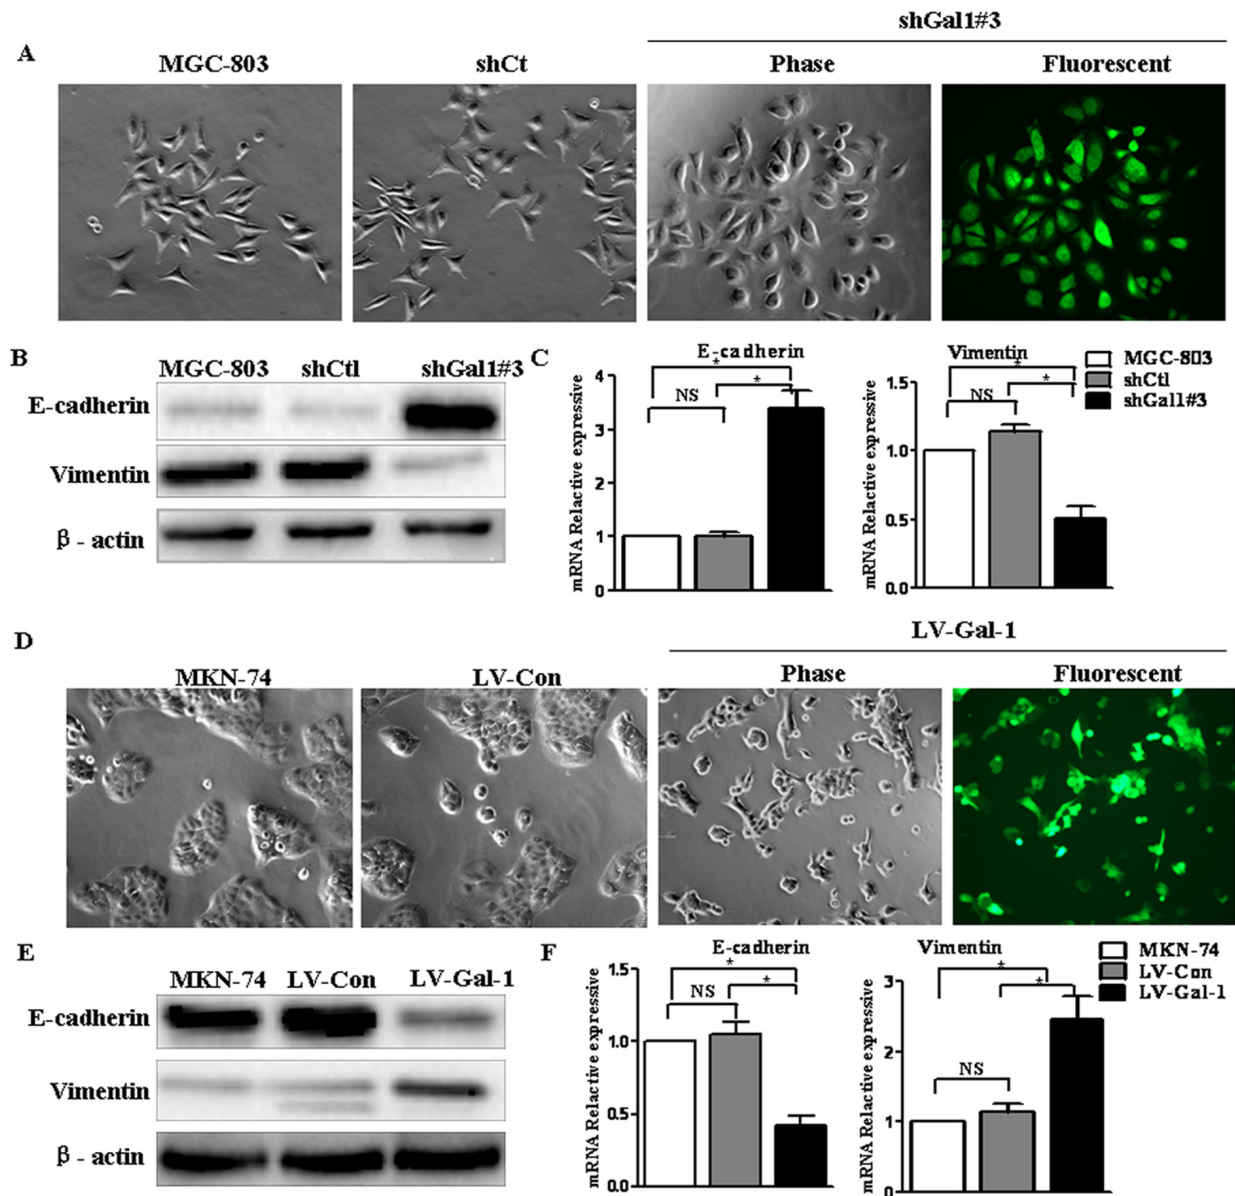 shGal1#3
A
MGC-803 shCt Phase Fluorescent
B
MGC-803 shCtl shGal1#3
E-cadherin
Vimentin
β - actin
C
E-cadherin
mRNA Relactive expressive
4
3
2
1
0
NS
*
*
Vimentin
mRNA Relactive expressive
1.5
1.0
0.5
0.0
NS
*
*
MGC-803
shCtl
shGal1#3
LV-Gal-1
D
MKN-74 LV-Con Phase Fluorescent
E
MKN-74 LV-Con LV-Gal-1
E-cadherin
Vimentin
β - actin
F
E-cadherin
mRNA Relactive expressive
1.5
1.0
0.5
0.0
NS
*
*
Vimentin
mRNA Relactive expressive
3
2
1
0
NS
*
*
MKN-74
LV-Con
LV-Gal-1